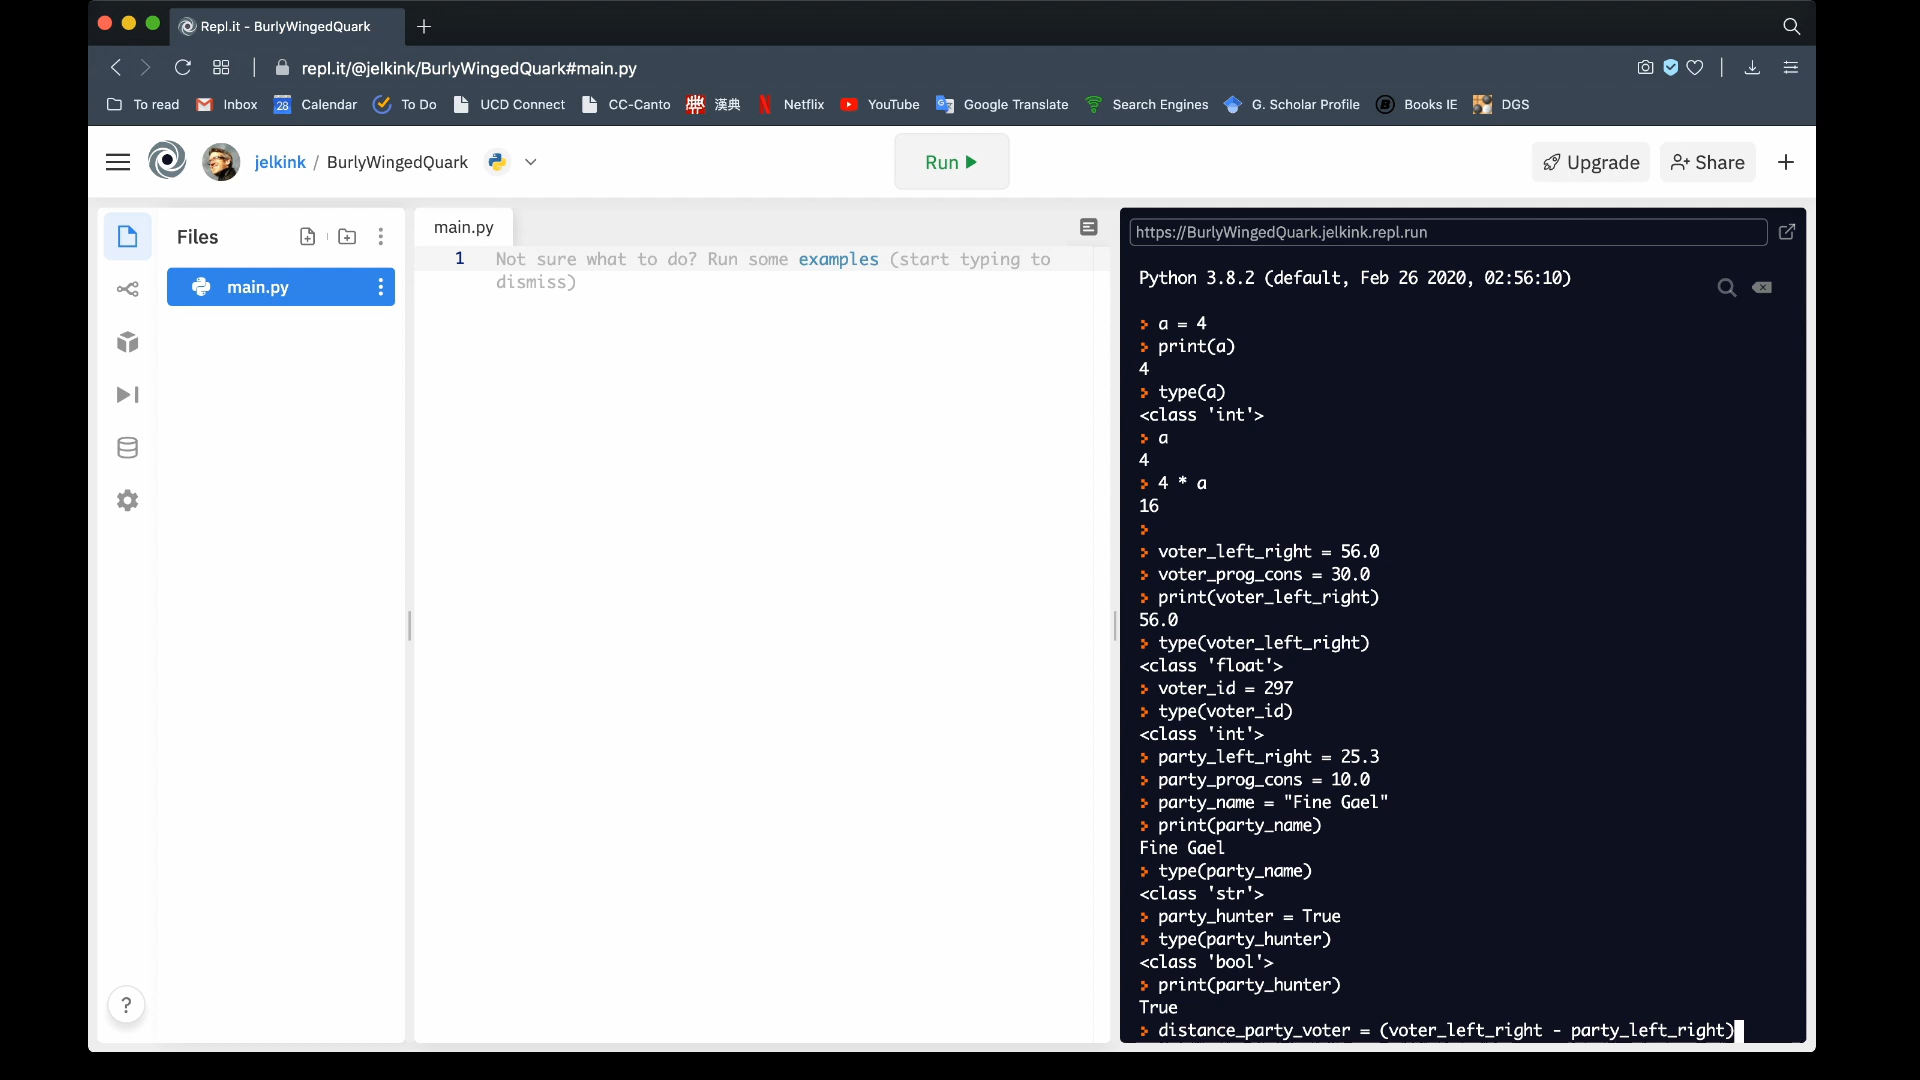 Repl.it - BurlyWingedQuark
repl.it/@jelkink/BurlyWingedQuark#main.py
To read Inbox 28 Calendar To Do UCD Connect CC-Canto 漢典 Netflix YouTube Google Translate Search Engines G. Scholar Profile B Books IE DGS
jelkink / BurlyWingedQuark
Run
Upgrade Share
Files
main.py
main.py
1 Not sure what to do? Run some examples (start typing to
dismiss)
https://BurlyWingedQuark.jelkink.repl.run
Python 3.8.2 (default, Feb 26 2020, 02:56:10)
> a = 4
> print(a)
4
> type(a)
<class 'int'>
> a
4
> 4 * a
16
>
> voter_left_right = 56.0
> voter_prog_cons = 30.0
> print(voter_left_right)
56.0
> type(voter_left_right)
<class 'float'>
> voter_id = 297
> type(voter_id)
<class 'int'>
> party_left_right = 25.3
> party_prog_cons = 10.0
> party_name = "Fine Gael"
> print(party_name)
Fine Gael
> type(party_name)
<class 'str'>
> party_hunter = True
> type(party_hunter)
<class 'bool'>
> print(party_hunter)
True
> distance_party_voter = (voter_left_right - party_left_right)
?